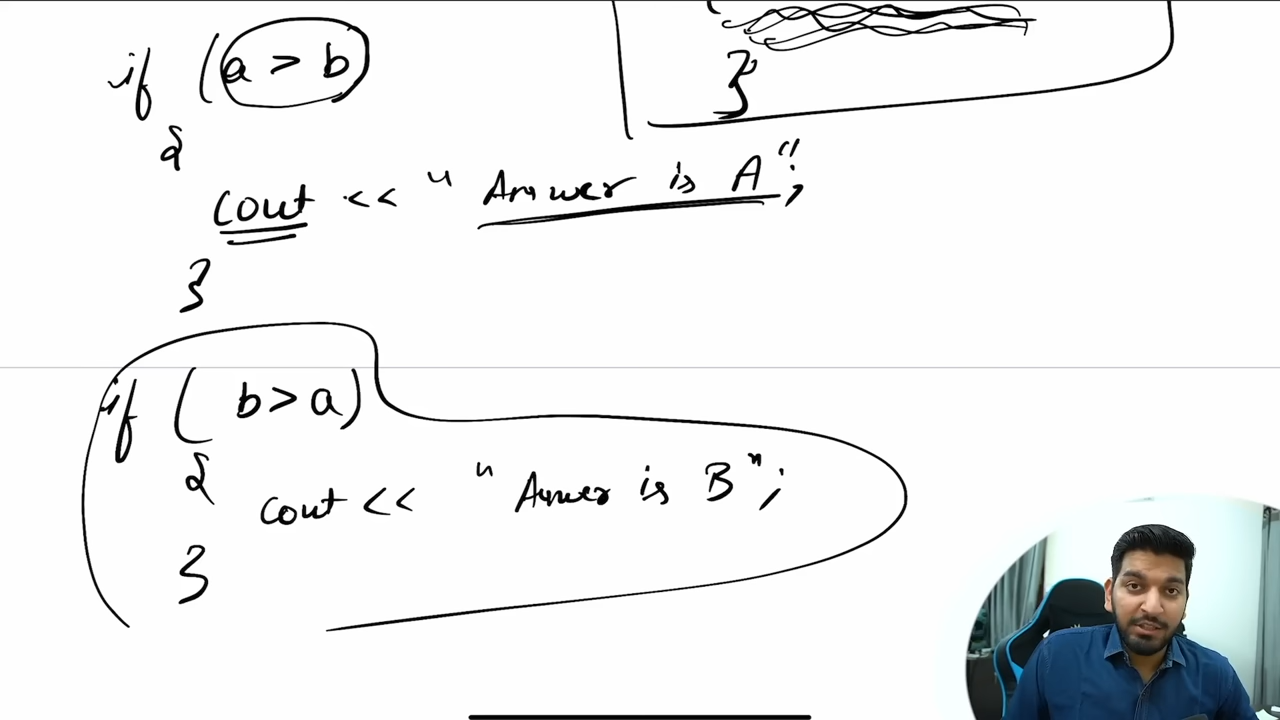 if (a > b)
{
cout << "Answer is A";
}
}
if ( b>a)
{
cout << "Answer is B";
}